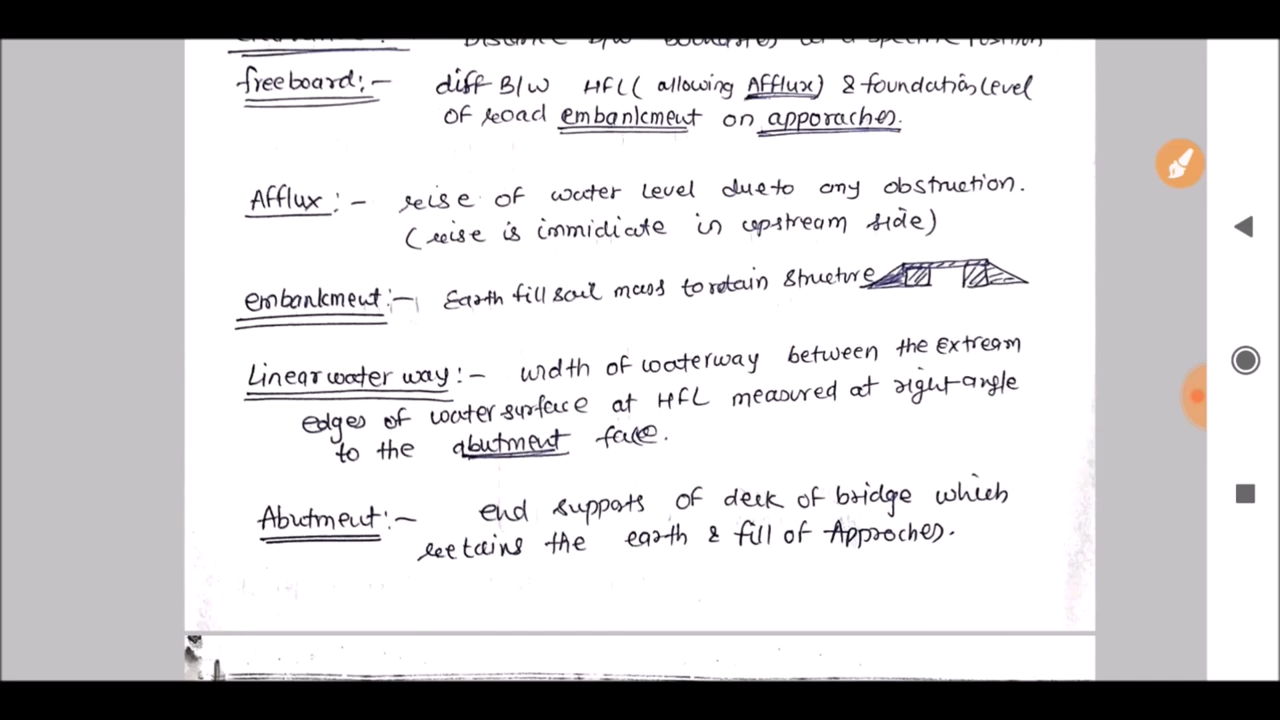 freeboard:- diff B/W HFL( allowing Afflux) & foundation level
of road embankment on apporaches.
Afflux:- reise of water level due to any obstruction.
(reise is immidiate in upstream side)
embankment:- Earth fill soil mass to retain structure
Linear water way:- width of waterway between the extream
edges of water surface at HFL measured at right angle
to the abutment face.
Abutment:- end supports of deck of bridge which
reetains the earth & fill of Approches.